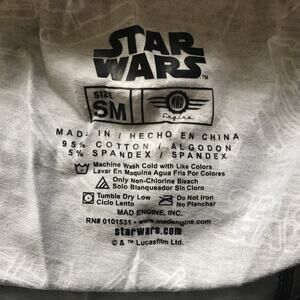 STAR
WARS
SIZE
SM
MAD
Engine
MADE IN / HECHO EN CHINA
95% COTTON / ALGODON
5% SPANDEX / SPANDEX
Machine Wash Cold with Like Colors
Lavar En Maquina Agua Fria Por Colores
Only Non-Chlorine Bleach
Solo Blanqueador Sin Cloro
Tumble Dry Low
Ciclo Lento
Do Not Iron
No Planchar
MAD ENGINE, INC.
RN# 0101531 • www.madengine.com
starwars.com
© & ™ Lucasfilm Ltd.